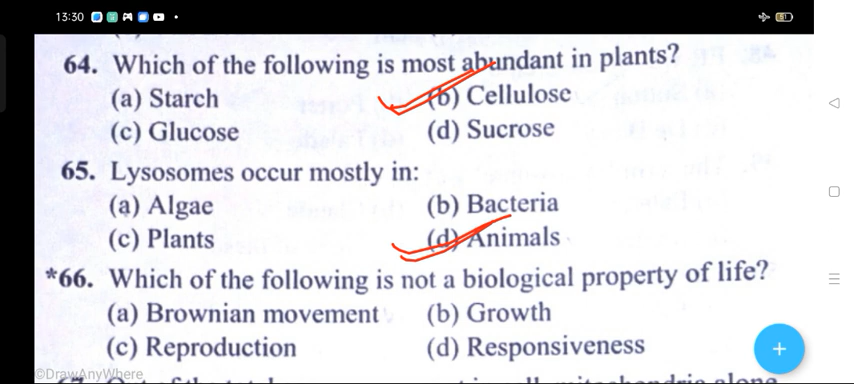 13:30
64. Which of the following is most abundant in plants?
(a) Starch (b) Cellulose
(c) Glucose (d) Sucrose
65. Lysosomes occur mostly in:
(a) Algae (b) Bacteria
(c) Plants (d) Animals
*66. Which of the following is not a biological property of life?
(a) Brownian movement (b) Growth
(c) Reproduction (d) Responsiveness
©DrawAnyWhere